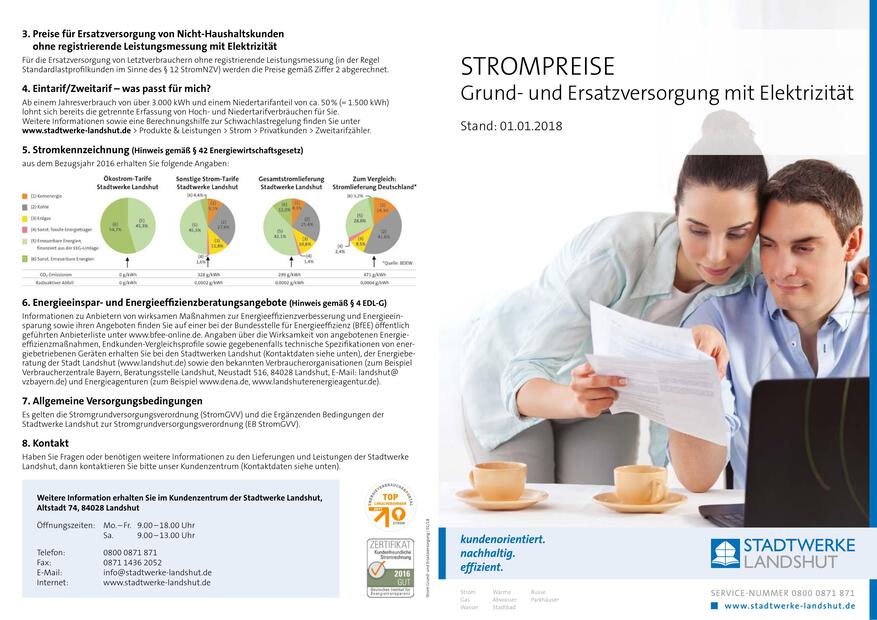 3. Preise für Ersatzversorgung von Nicht-Haushaltskunden
ohne registrierende Leistungsmessung mit Elektrizität
Für die Ersatzversorgung von Letztverbrauchern ohne registrierende Leistungsmessung (in der Regel
Standardlastprofilkunden im Sinne des § 12 StromNZV) werden die Preise gemäß Ziffer 2 abgerechnet.
4. Eintarif/Zweitarif – was passt für mich?
Ab einem Jahresverbrauch von über 3.000 kWh und einem Niedertarifanteil von ca. 50 % (= 1.500 kWh)
lohnt sich bereits die getrennte Erfassung von Hoch- und Niedertarifverbräuchen für Sie.
Weitere Informationen sowie eine Berechnungshilfe zur Schwachlastregelung finden Sie unter
www.stadtwerke-landshut.de > Produkte & Leistungen > Strom > Privatkunden > Zweitarifzähler.
5. Stromkennzeichnung (Hinweis gemäß § 42 Energiewirtschaftsgesetz)
aus dem Bezugsjahr 2016 erhalten Sie folgende Angaben:
Ökostrom-Tarife
Stadtwerke Landshut
Sonstige Strom-Tarife
Stadtwerke Landshut
Gesamtstromlieferung
Stadtwerke Landshut
Zum Vergleich:
Stromlieferung Deutschland*
(1) Kernenergie
(2) Kohle
(3) Erdgas
(4) Sonst. fossile Energieträger
(5) Erneuerbare Energien,
finanziert aus der EEG-Umlage
(6) Sonst. Erneuerbare Energien
*Quelle: BDEW
CO₂-Emissionen 0 g/kWh 328 g/kWh 299 g/kWh 471 g/kWh
Radioaktiver Abfall 0 g/kWh 0,0002 g/kWh 0,0002 g/kWh 0,0004 g/kWh
6. Energieeinspar- und Energieeffizienzberatungsangebote (Hinweis gemäß § 4 EDL-G)
Informationen zu Anbietern von wirksamen Maßnahmen zur Energieeffizienzverbesserung und Energieein-
sparung sowie ihren Angeboten finden Sie auf einer bei der Bundesstelle für Energieeffizienz (BfEE) öffentlich
geführten Anbieterliste unter www.bfee-online.de. Angaben über die Wirksamkeit von angebotenen Energie-
effizienzmaßnahmen, Endkunden-Vergleichsprofile sowie gegebenenfalls technische Spezifikationen von ener-
giebetriebenen Geräten erhalten Sie bei den Stadtwerken Landshut (Kontaktdaten siehe unten), der Energiebe-
ratung der Stadt Landshut (www.landshut.de) sowie den bekannten Verbraucherorganisationen (zum Beispiel
Verbraucherzentrale Bayern, Beratungsstelle Landshut, Neustadt 516, 84028 Landshut, E-Mail: landshut@
vzbayern.de) und Energieagenturen (zum Beispiel www.dena.de, www.landshuterenergieagentur.de).
7. Allgemeine Versorgungsbedingungen
Es gelten die Stromgrundversorgungsverordnung (StromGVV) und die Ergänzenden Bedingungen der
Stadtwerke Landshut zur Stromgrundversorgungsverordnung (EB StromGVV).
8. Kontakt
Haben Sie Fragen oder benötigen weitere Informationen zu den Lieferungen und Leistungen der Stadtwerke
Landshut, dann kontaktieren Sie bitte unser Kundenzentrum (Kontaktdaten siehe unten).
Weitere Information erhalten Sie im Kundenzentrum der Stadtwerke Landshut,
Altstadt 74, 84028 Landshut
Öffnungszeiten: Mo. – Fr. 9.00 – 18.00 Uhr
Sa. 9.00 – 13.00 Uhr
Telefon: 0800 0871 871
Fax: 0871 1436 2052
E-Mail: info@stadtwerke-landshut.de
Internet: www.stadtwerke-landshut.de
ENERGIEVERBRAUCHERPORTAL
TOP
LOKALVERSORGER
STROM
ZERTIFIKAT
Kundenfreundliche
Stromrechnung
2016
GUT
Deutsches Institut für
Energietransparenz
STROMPREISE
Grund- und Ersatzversorgung mit Elektrizität
Stand: 01.01.2018
kundenorientiert.
nachhaltig.
effizient.
STADTWERKE
LANDSHUT
Strom Wärme Busse
Gas Abwasser Parkhäuser
Wasser Stadtbad
SERVICE-NUMMER 0800 0871 871
www.stadtwerke-landshut.de